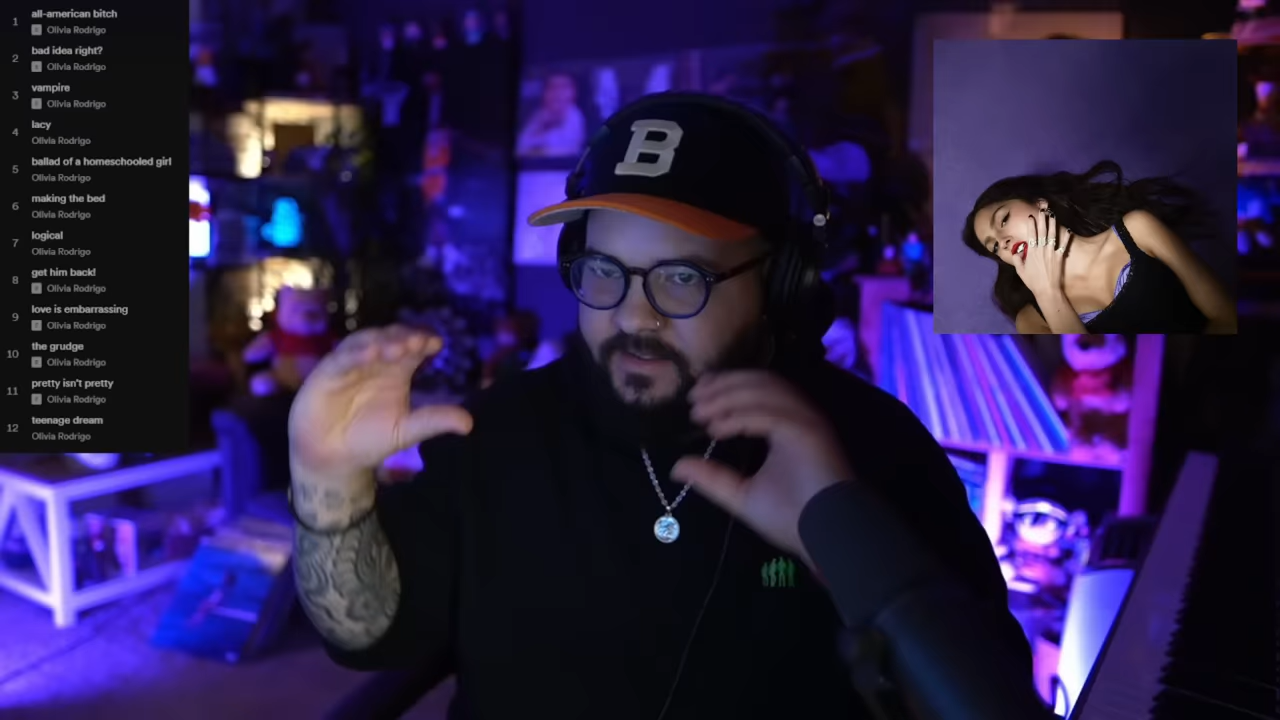 1
all-american bitch
E Olivia Rodrigo
2
bad idea right?
E Olivia Rodrigo
3
vampire
E Olivia Rodrigo
4
lacy
Olivia Rodrigo
5
ballad of a homeschooled girl
Olivia Rodrigo
6
making the bed
Olivia Rodrigo
7
logical
Olivia Rodrigo
8
get him back!
E Olivia Rodrigo
9
love is embarrassing
E Olivia Rodrigo
10
the grudge
E Olivia Rodrigo
11
pretty isn't pretty
E Olivia Rodrigo
12
teenage dream
Olivia Rodrigo
B